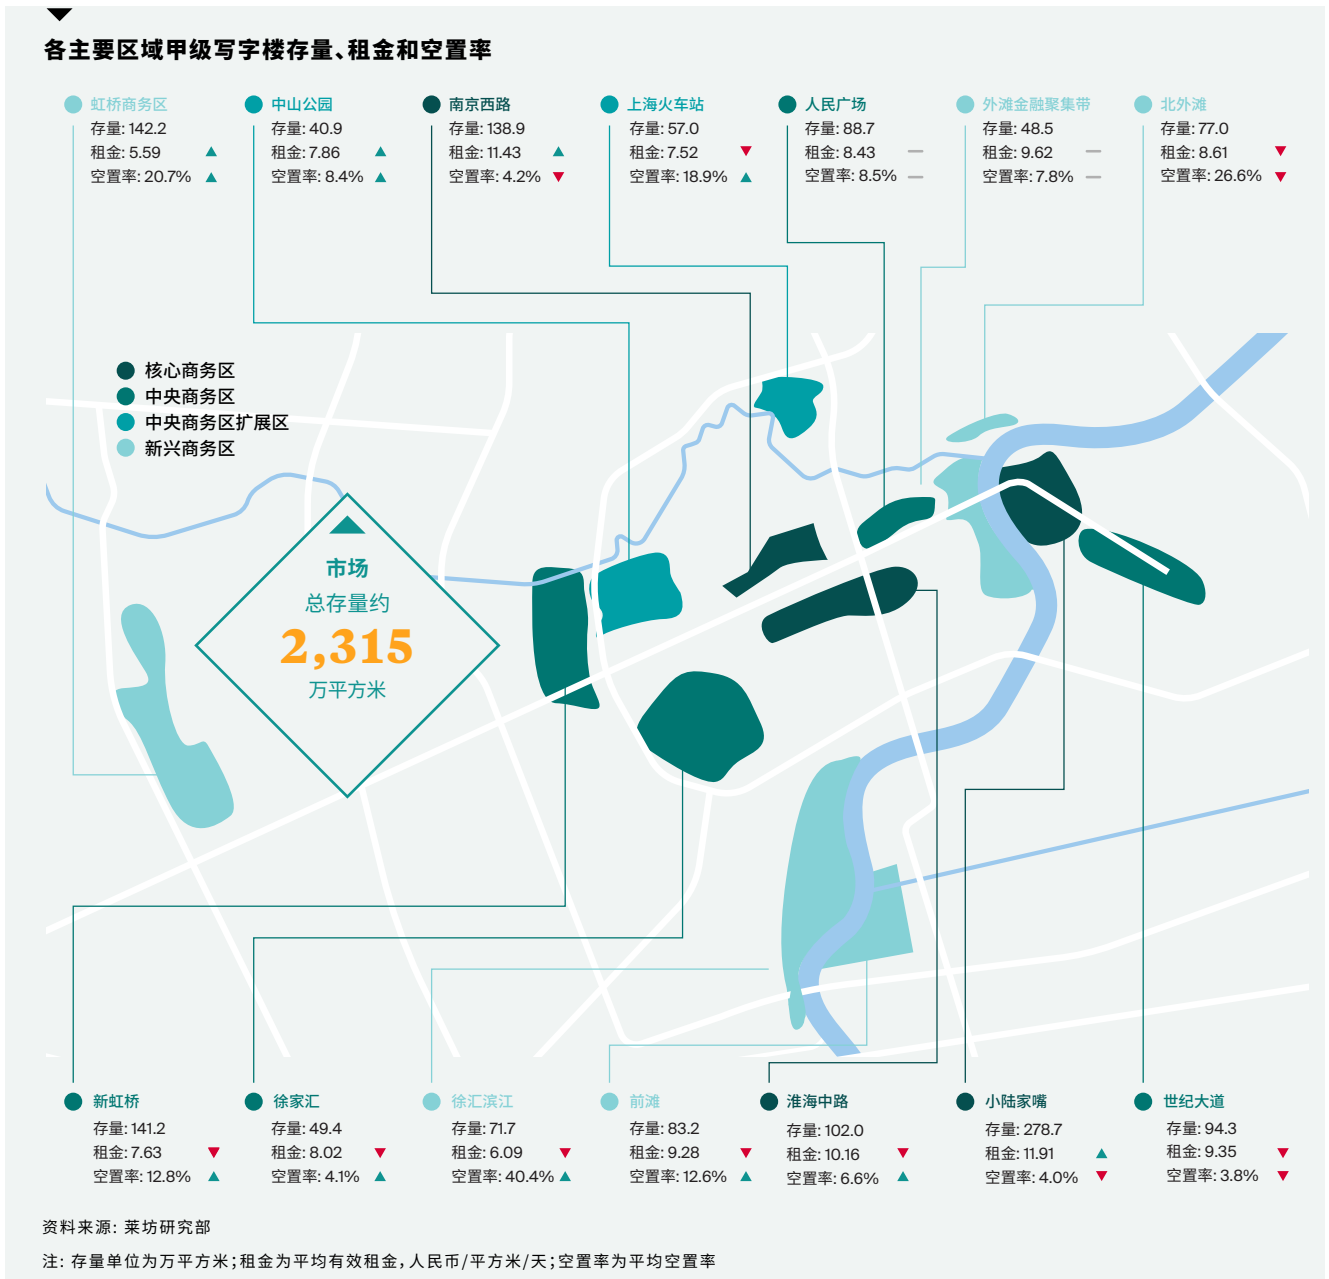 各主要区域甲级写字楼存量、租金和空置率
虹桥商务区
存量: 142.2
租金: 5.59
空置率: 20.7%
中山公园
存量: 40.9
租金: 7.86
空置率: 8.4%
南京西路
存量: 138.9
租金: 11.43
空置率: 4.2%
上海火车站
存量: 57.0
租金: 7.52
空置率: 18.9%
人民广场
存量: 88.7
租金: 8.43
空置率: 8.5%
外滩金融聚集带
存量: 48.5
租金: 9.62
空置率: 7.8%
北外滩
存量: 77.0
租金: 8.61
空置率: 26.6%
核心商务区
中央商务区
中央商务区扩展区
新兴商务区
市场
总存量约
2,315
万平方米
新虹桥
存量: 141.2
租金: 7.63
空置率: 12.8%
徐家汇
存量: 49.4
租金: 8.02
空置率: 4.1%
徐汇滨江
存量: 71.7
租金: 6.09
空置率: 40.4%
前滩
存量: 83.2
租金: 9.28
空置率: 12.6%
淮海中路
存量: 102.0
租金: 10.16
空置率: 6.6%
小陆家嘴
存量: 278.7
租金: 11.91
空置率: 4.0%
世纪大道
存量: 94.3
租金: 9.35
空置率: 3.8%
资料来源: 莱坊研究部
注: 存量单位为万平方米;租金为平均有效租金,人民币/平方米/天;空置率为平均空置率